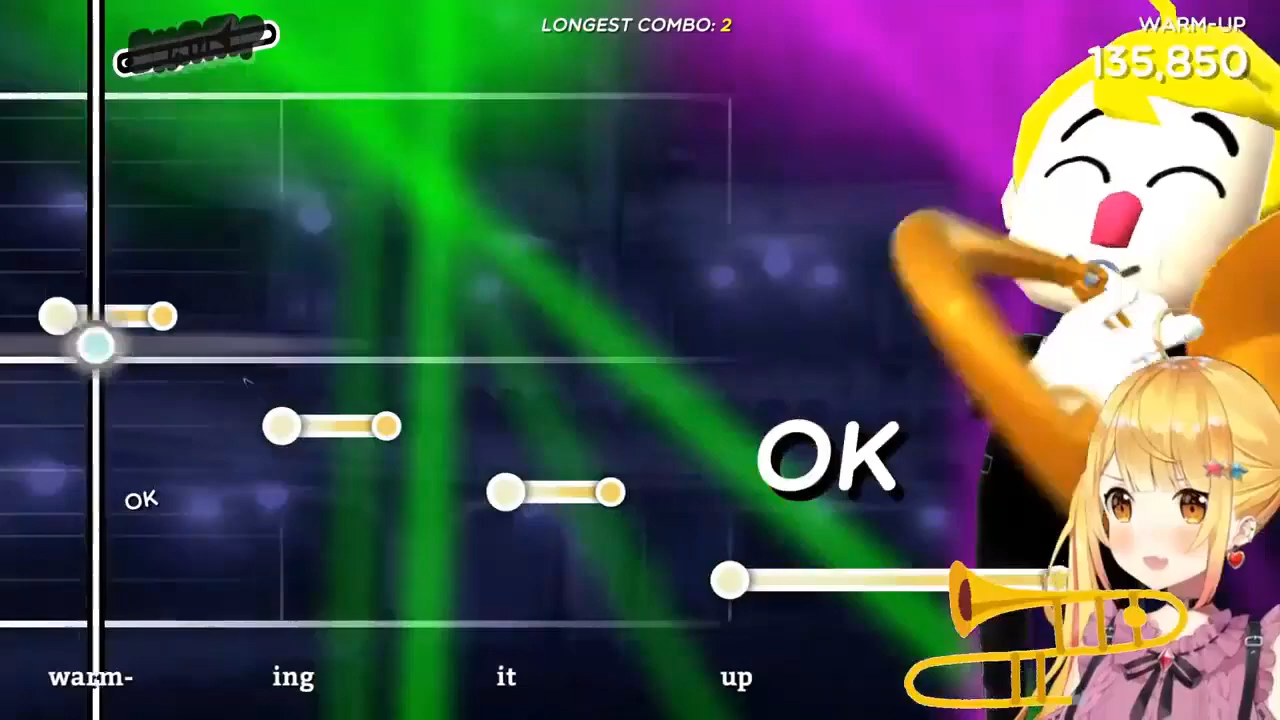 LONGEST COMBO: 2
WARM-UP
135,850
OK
OK
warm- ing it up